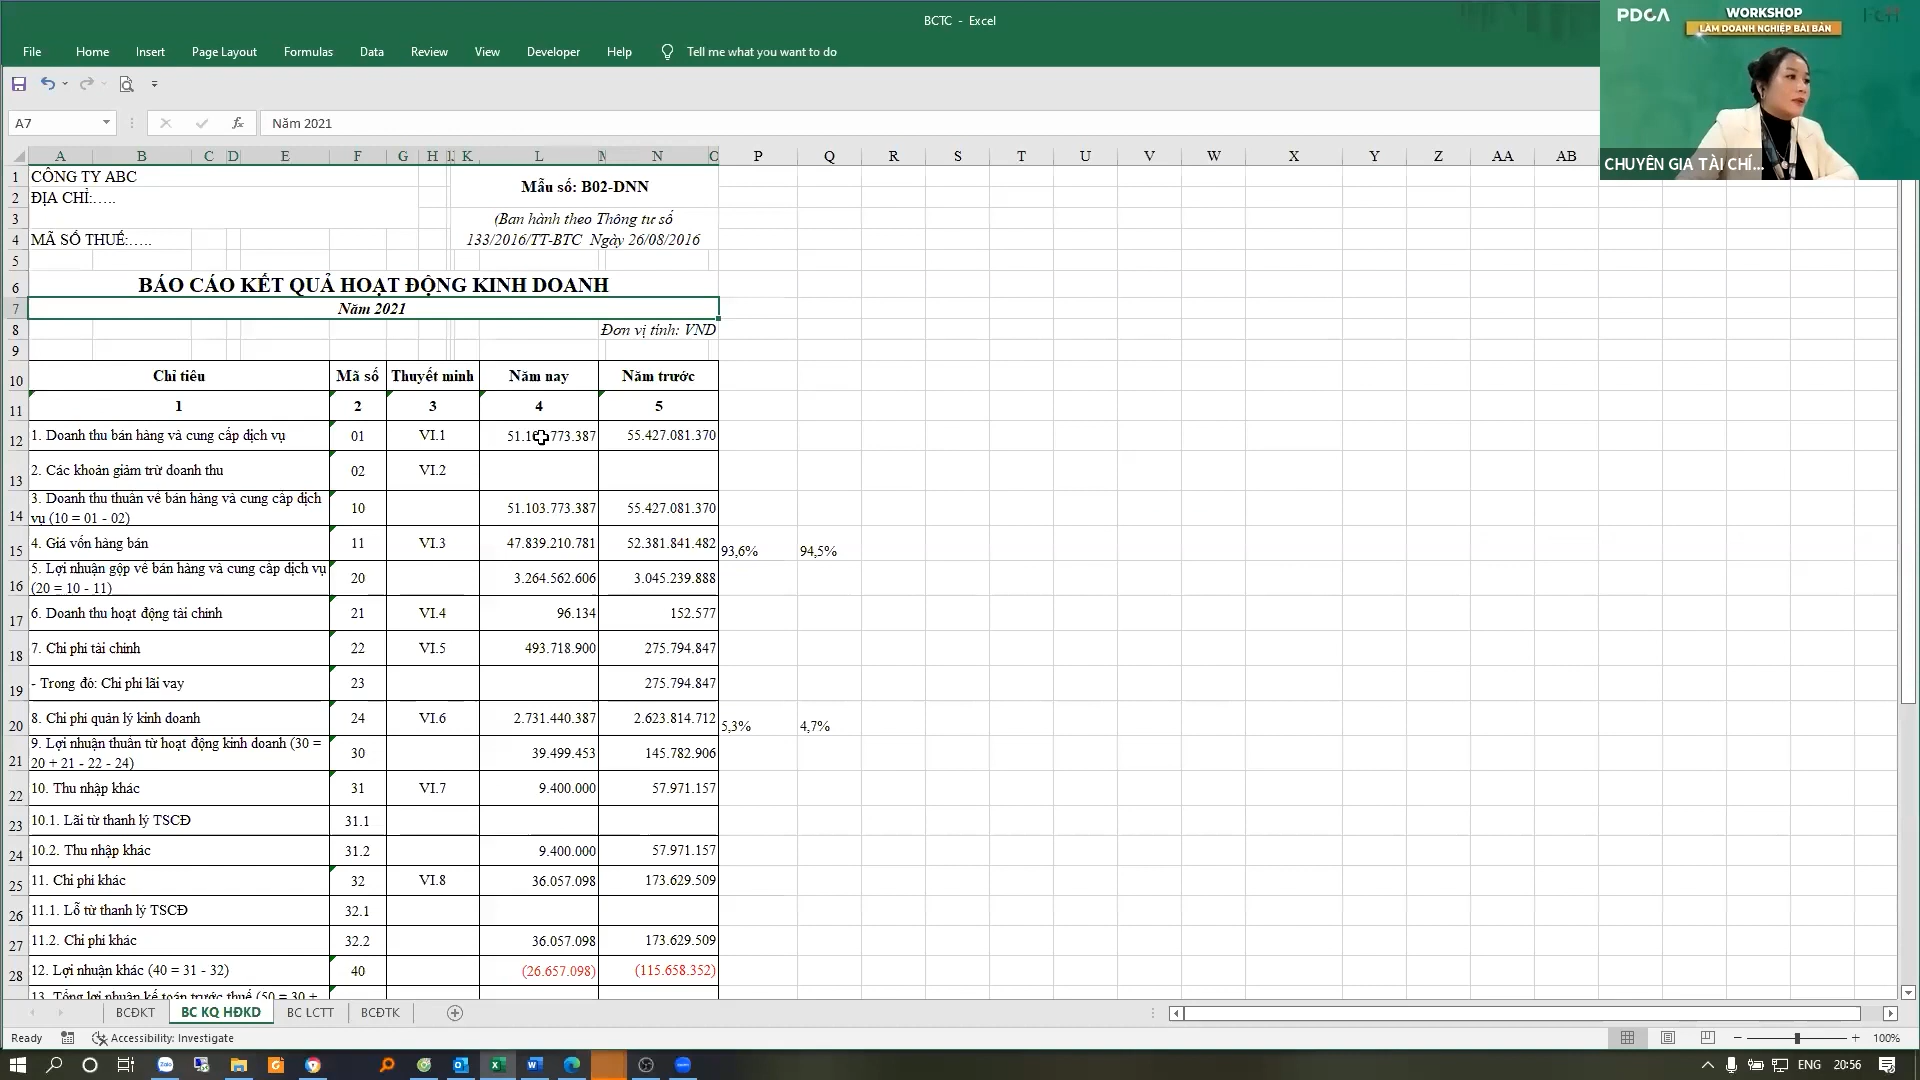 BCTC - Excel
PDCA
WORKSHOP
LÀM DOANH NGHIỆP BÀI BẢN
File Home Insert Page Layout Formulas Data Review View Developer Help Tell me what you want to do
A7 fx Năm 2021
A B C D E F G H K L M N O P Q R S T U V W X Y Z AA AB
CHUYÊN GIA TÀI CHÍ...
1 CÔNG TY ABC
Mẫu số: B02-DNN
2 ĐỊA CHỈ:.....
3 (Ban hành theo Thông tư số
4 MÃ SỐ THUẾ:..... 133/2016/TT-BTC Ngày 26/08/2016
5
6 BÁO CÁO KẾT QUẢ HOẠT ĐỘNG KINH DOANH
7 Năm 2021
8 Đơn vị tính: VND
9
10 Chỉ tiêu Mã số Thuyết minh Năm nay Năm trước
11 1 2 3 4 5
12 1. Doanh thu bán hàng và cung cấp dịch vụ 01 VI.1 773.387 55.427.081.370
13 2. Các khoản giảm trừ doanh thu 02 VI.2
3. Doanh thu thuần về bán hàng và cung cấp dịch
14 vụ (10 = 01 - 02) 10 51.103.773.387 55.427.081.370
15 4. Giá vốn hàng bán 11 VI.3 47.839.210.781 52.381.841.482 93,6% 94,5%
5. Lợi nhuận gộp về bán hàng và cung cấp dịch vụ
16 (20 = 10 - 11) 20 3.264.562.606 3.045.239.888
17 6. Doanh thu hoạt động tài chính 21 VI.4 96.134 152.577
18 7. Chi phí tài chính 22 VI.5 493.718.900 275.794.847
19 - Trong đó: Chi phí lãi vay 23 275.794.847
20 8. Chi phí quản lý kinh doanh 24 VI.6 2.731.440.387 2.623.814.712 5,3% 4,7%
9. Lợi nhuận thuần từ hoạt động kinh doanh (30 =
21 20 + 21 - 22 - 24) 30 39.499.453 145.782.906
22 10. Thu nhập khác 31 VI.7 9.400.000 57.971.157
23 10.1. Lãi từ thanh lý TSCĐ 31.1
24 10.2. Thu nhập khác 31.2 9.400.000 57.971.157
25 11. Chi phí khác 32 VI.8 36.057.098 173.629.509
26 11.1. Lỗ từ thanh lý TSCĐ 32.1
27 11.2. Chi phí khác 32.2 36.057.098 173.629.509
28 12. Lợi nhuận khác (40 = 31 - 32) 40 (26.657.098) (115.658.352)
13. Tổng lợi nhuận kế toán trước thuế (50 = 30 +
BCĐKT BC KQ HĐKD BC LCTT BCĐTK
Ready Accessibility: Investigate 100%
Zalo ENG 20:56